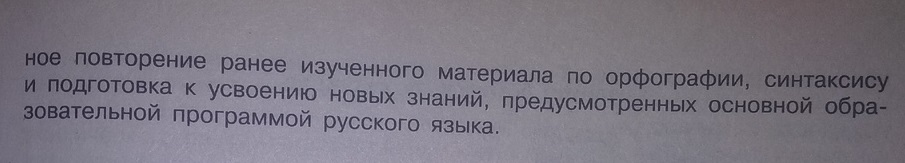 ное повторение ранее изученного материала по орфографии, синтаксису
и подготовка к усвоению новых знаний, предусмотренных основной обра-
зовательной программой русского языка.